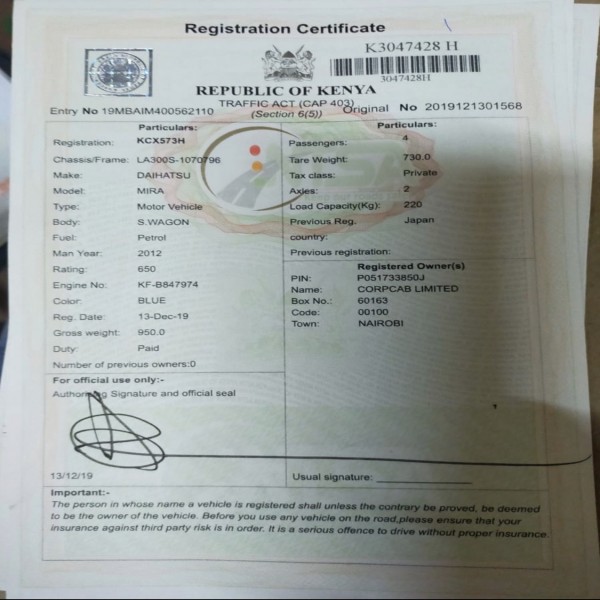 Registration Certificate
K3047428 H
3047428H
REPUBLIC OF KENYA
TRAFFIC ACT (CAP 403)
(Section 6(5))
Entry No 19MBAIM400562110
Original No 2019121301568
Particulars:
Registration: KCX573H
Chassis/Frame: LA300S-1070796
Make: DAIHATSU
Model: MIRA
Type: Motor Vehicle
Body: S.WAGON
Fuel: Petrol
Man Year: 2012
Rating: 650
Engine No: KF-B847974
Color: BLUE
Reg. Date: 13-Dec-19
Gross weight: 950.0
Duty: Paid
Number of previous owners:0
Particulars:
Passengers: 4
Tare Weight: 730.0
Tax class: Private
Axles: 2
Load Capacity(Kg): 220
Previous Reg. Japan
country:
Previous registration:
Registered Owner(s)
PIN: P051733850J
Name: CORPCAB LIMITED
Box No.: 60163
Code: 00100
Town: NAIROBI
For official use only:-
Authorizing Signature and official seal
13/12/19
Usual signature:
Important:-
The person in whose name a vehicle is registered shall unless the contrary be proved, be deemed
to be the owner of the vehicle. Before you use any vehicle on the road,please ensure that your
insurance against third party risk is in order. It is a serious offence to drive without proper insurance.